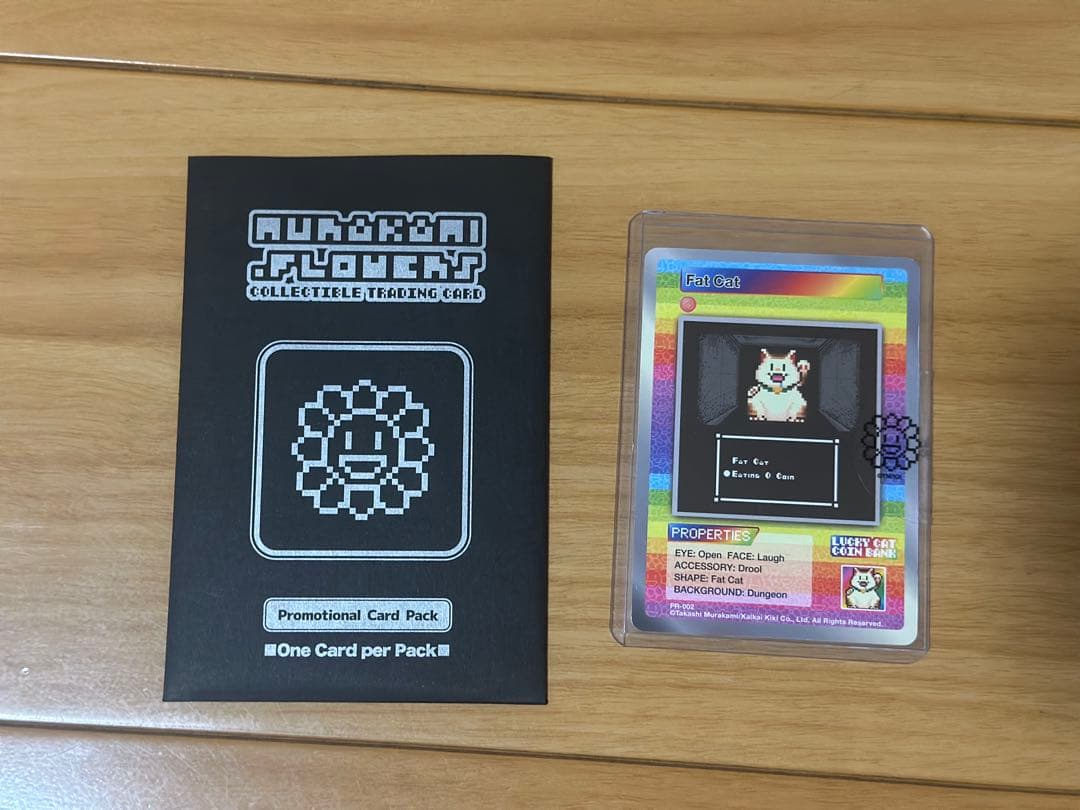 MURAKAMI
.FLOWERS
COLLECTIBLE TRADING CARD
Promotional Card Pack
One Card per Pack
Fat Cat
Fat Cat
Eating 0 Coin
PROPERTIES
EYE: Open FACE: Laugh
ACCESSORY: Drool
SHAPE: Fat Cat
BACKGROUND: Dungeon
LUCKY CAT
COIN BANK
PR-002
©Takashi Murakami/Kaikai Kiki Co., Ltd. All Rights Reserved.